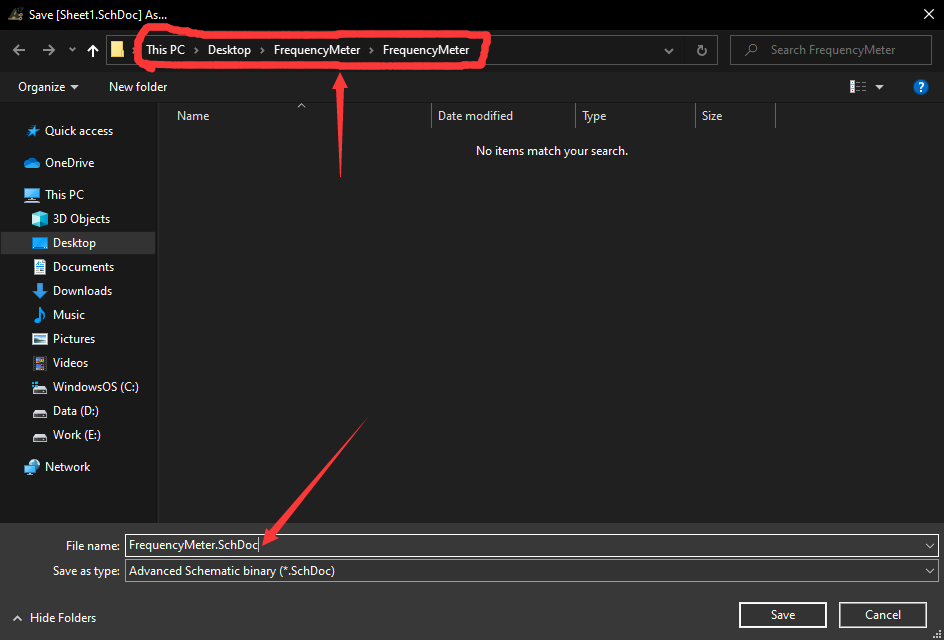 Save [Sheet1.SchDoc] As...
This PC > Desktop > FrequencyMeter > FrequencyMeter
Search FrequencyMeter
Organize
New folder
?
Name
Date modified
Type
Size
No items match your search.
Quick access
OneDrive
This PC
3D Objects
Desktop
Documents
Downloads
Music
Pictures
Videos
WindowsOS (C:)
Data (D:)
Work (E:)
Network
File name: FrequencyMeter.SchDoc
Save as type: Advanced Schematic binary (*.SchDoc)
Hide Folders
Save
Cancel